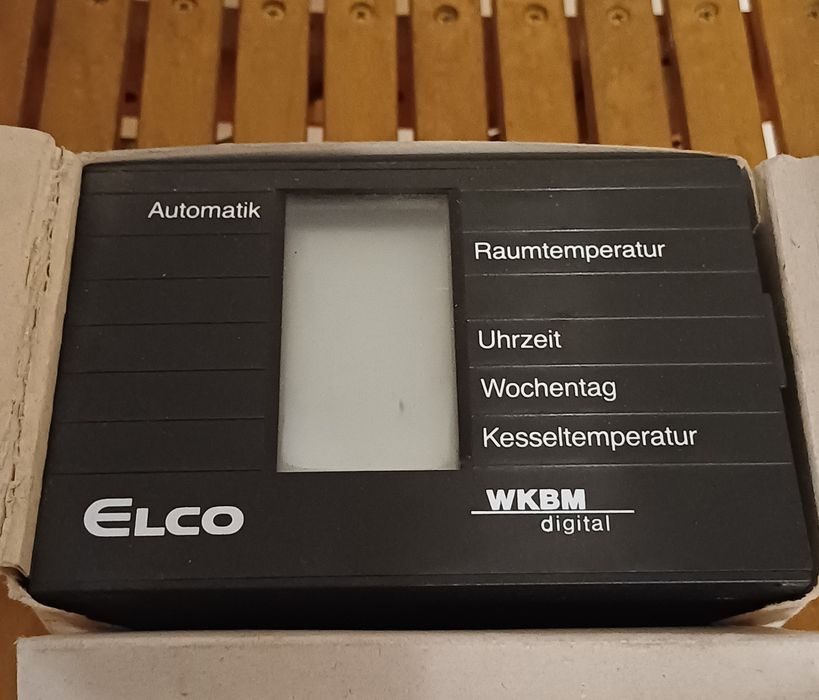 Automatik
Raumtemperatur
Uhrzeit
Wochentag
Kesseltemperatur
ELCO
WKBM
digital